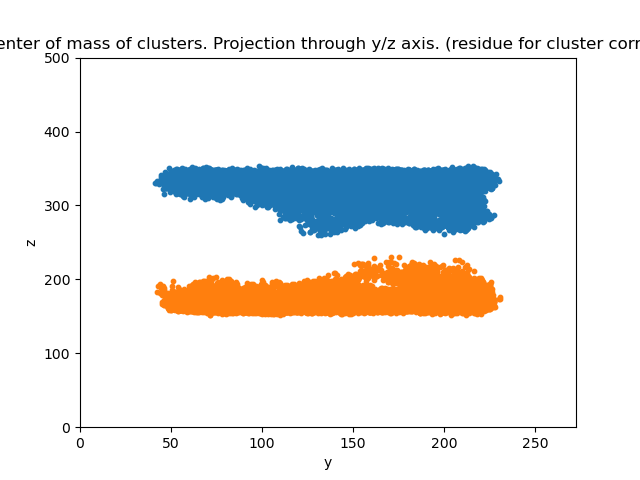 enter of mass of clusters. Projection through y/z axis. (residue for cluster corr
500
400
300
200
100
0
z
0 50 100 150 200 250
y